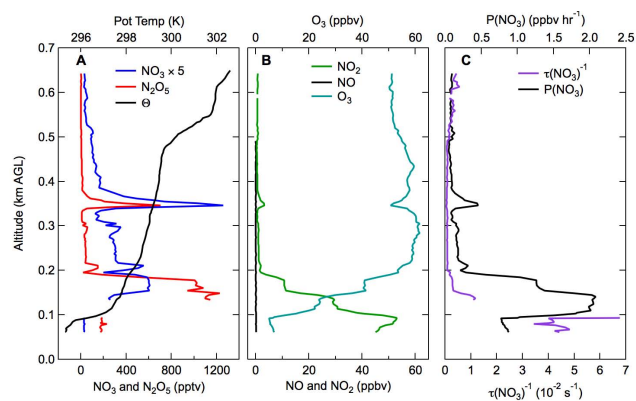 Pot Temp (K)
296 298 300 302
O₃ (ppbv)
0 20 40 60
P(NO₃) (ppbv hr⁻¹)
0.0 0.5 1.0 1.5 2.0 2.5
Altitude (km AGL)
0.7
0.6
0.5
0.4
0.3
0.2
0.1
0.0
A
NO₃ × 5
N₂O₅
Θ
B
NO₂
NO
O₃
C
τ(NO₃)⁻¹
P(NO₃)
0 400 800 1200
NO₃ and N₂O₅ (pptv)
0 20 40 60
NO and NO₂ (ppbv)
0 1 2 3 4 5 6 7
τ(NO₃)⁻¹ (10⁻² s⁻¹)